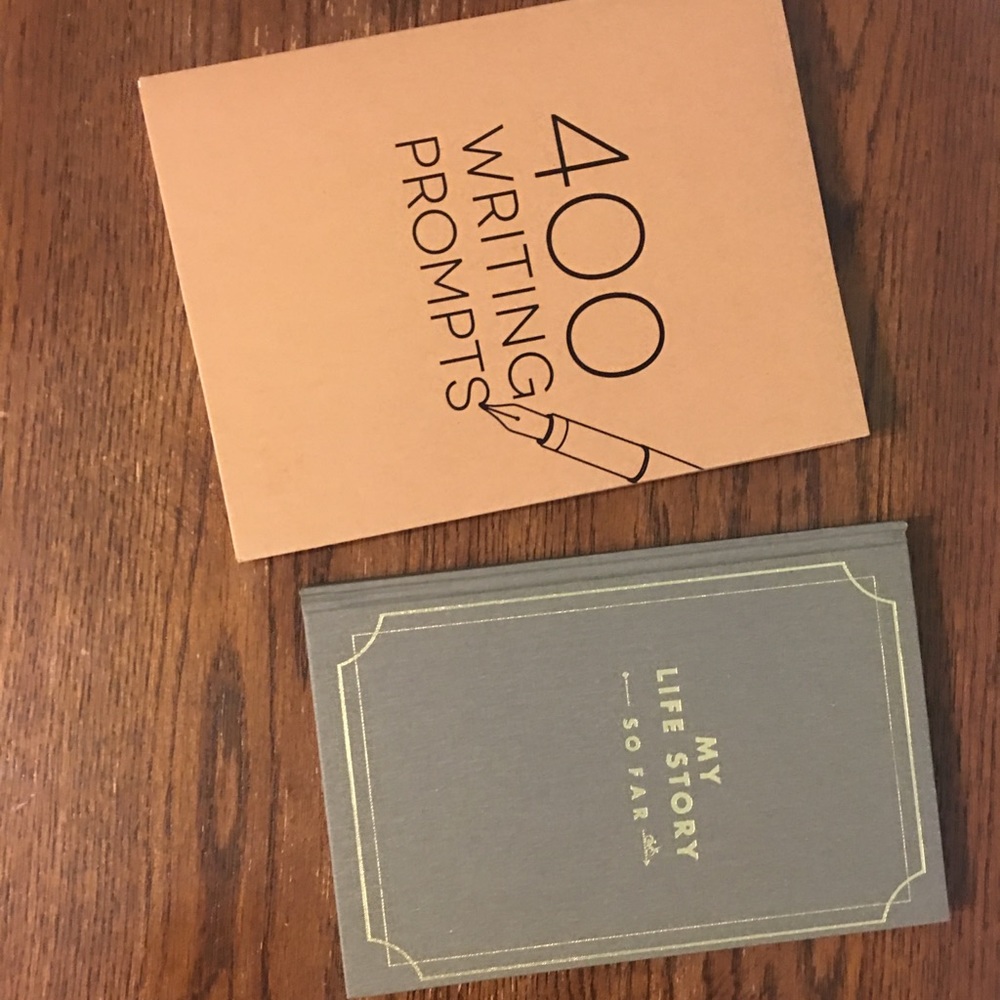 400
WRITING
PROMPTS
MY
LIFE STORY
SO FAR